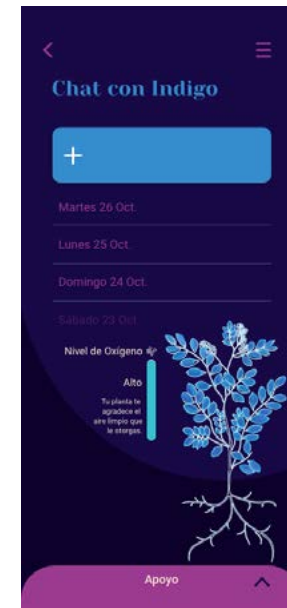 Chat con Indigo
+
Martes 26 Oct.
Lunes 25 Oct.
Domingo 24 Oct.
Sábado 23 Oct.
Nivel de Oxígeno
Alto
Tu planta te
agradece el
aire limpio que
le otorgas.
Apoyo